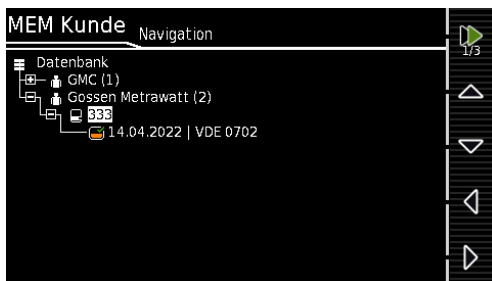 MEM Kunde Navigation
1/3
Datenbank
GMC (1)
Gossen Metrawatt (2)
333
14.04.2022 | VDE 0702